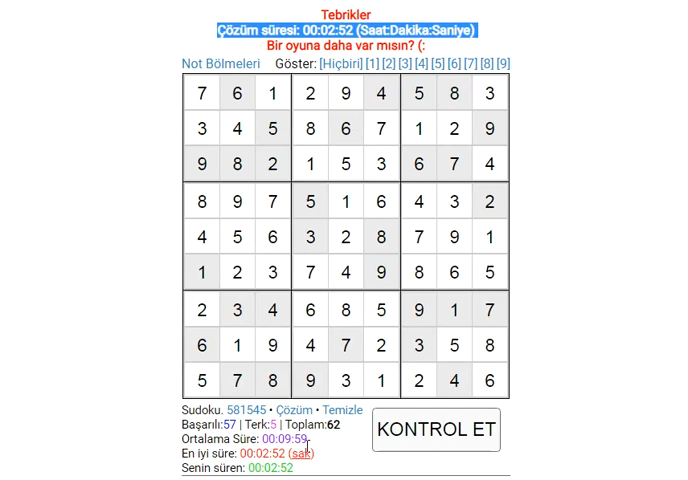 Tebrikler
Çözüm süresi: 00:02:52 (Saat:Dakika:Saniye)
Bir oyuna daha var mısın? (:
Not Bölmeleri Göster: [Hiçbiri] [1] [2] [3] [4] [5] [6] [7] [8] [9]
7 6 1 2 9 4 5 8 3
3 4 5 8 6 7 1 2 9
9 8 2 1 5 3 6 7 4
8 9 7 5 1 6 4 3 2
4 5 6 3 2 8 7 9 1
1 2 3 7 4 9 8 6 5
2 3 4 6 8 5 9 1 7
6 1 9 4 7 2 3 5 8
5 7 8 9 3 1 2 4 6
Sudoku. 581545 • Çözüm • Temizle
Başarılı:57 | Terk:5 | Toplam:62
Ortalama Süre: 00:09:59
En iyi süre: 00:02:52 (sak)
Senin süren: 00:02:52
KONTROL ET